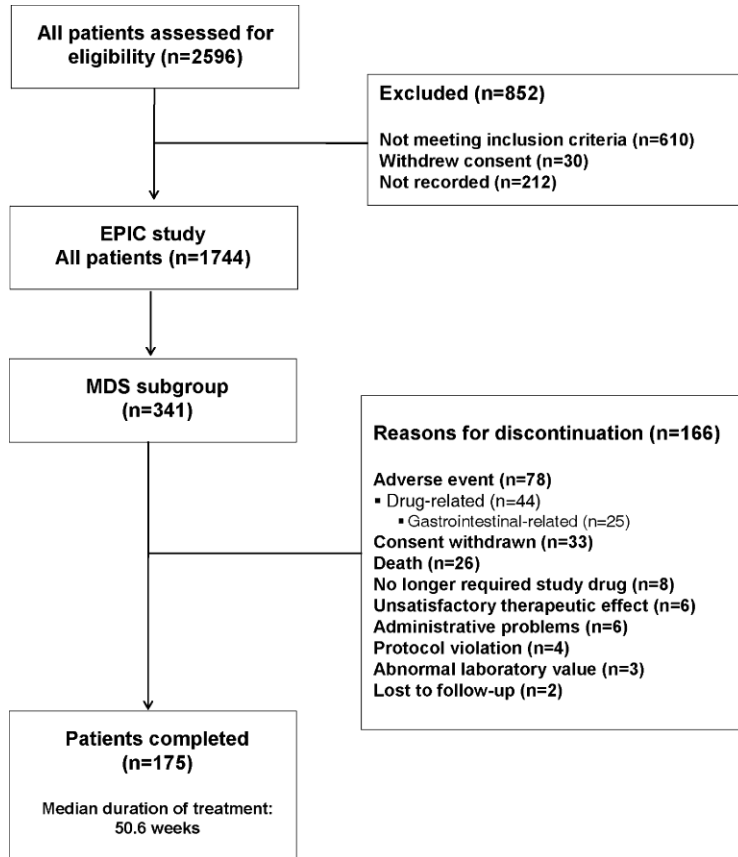 All patients assessed for
eligibility (n=2596)
Excluded (n=852)
Not meeting inclusion criteria (n=610)
Withdrew consent (n=30)
Not recorded (n=212)
EPIC study
All patients (n=1744)
MDS subgroup
(n=341)
Reasons for discontinuation (n=166)
Adverse event (n=78)
▪ Drug-related (n=44)
▪ Gastrointestinal-related (n=25)
Consent withdrawn (n=33)
Death (n=26)
No longer required study drug (n=8)
Unsatisfactory therapeutic effect (n=6)
Administrative problems (n=6)
Protocol violation (n=4)
Abnormal laboratory value (n=3)
Lost to follow-up (n=2)
Patients completed
(n=175)
Median duration of treatment:
50.6 weeks